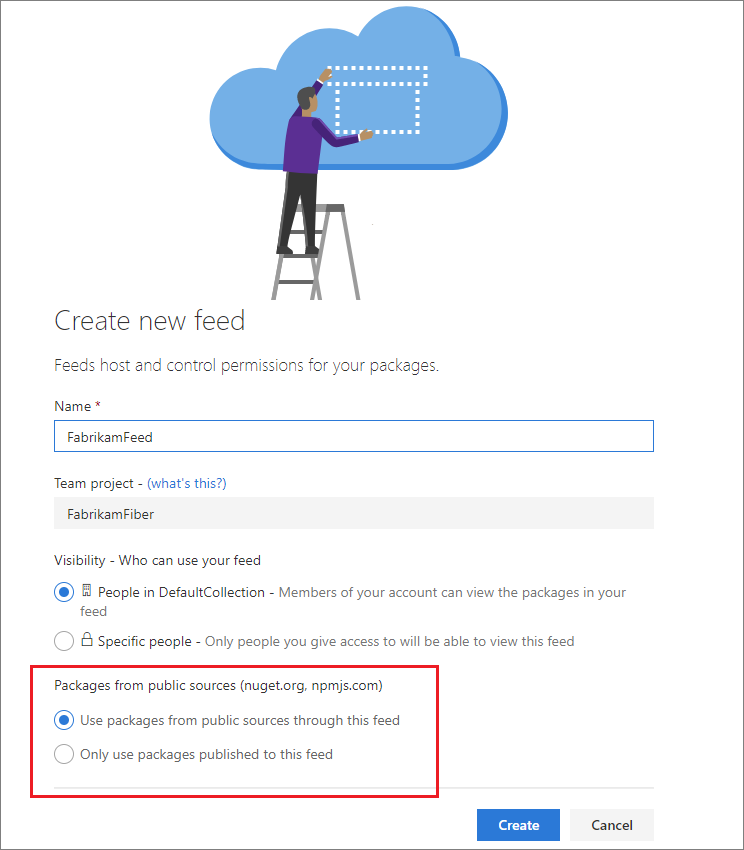 Create new feed
Feeds host and control permissions for your packages.
Name *
FabrikamFeed
Team project - (what's this?)
FabrikamFiber
Visibility - Who can use your feed
People in DefaultCollection - Members of your account can view the packages in your
feed
Specific people - Only people you give access to will be able to view this feed
Packages from public sources (nuget.org, npmjs.com)
Use packages from public sources through this feed
Only use packages published to this feed
Create
Cancel